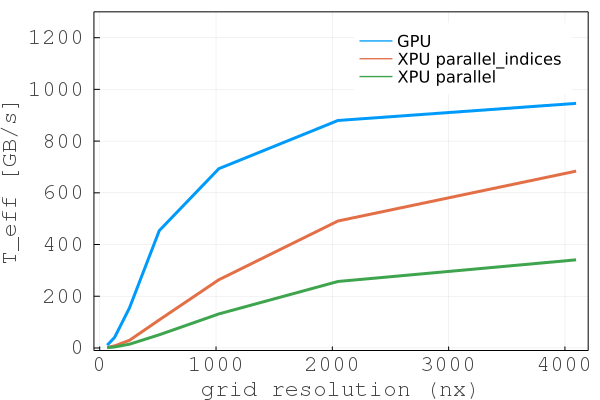 1200
1000
800
600
400
200
0
T_eff [GB/s]
GPU
XPU parallel_indices
XPU parallel
0 1000 2000 3000 4000
grid resolution (nx)